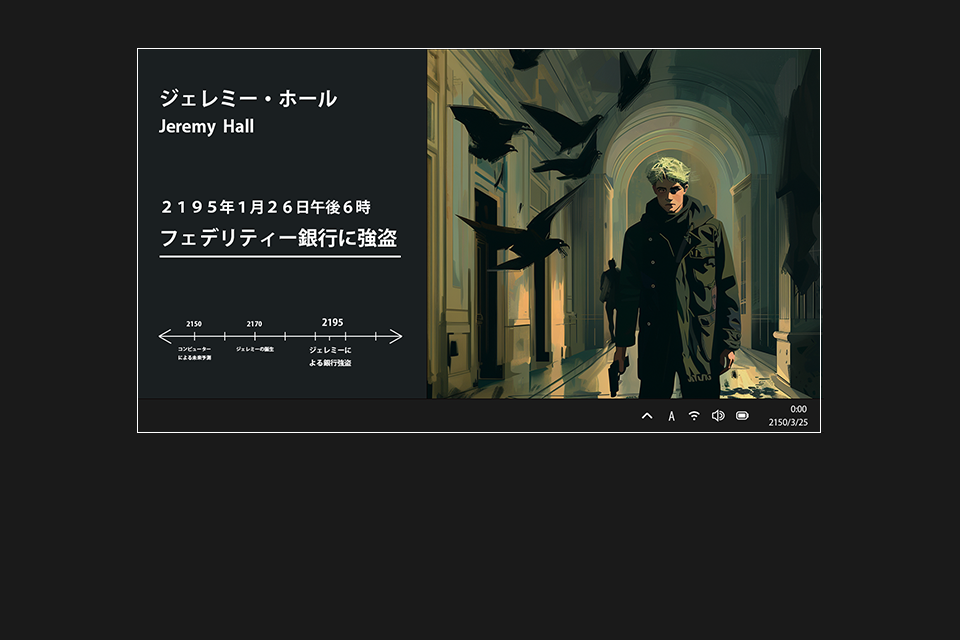 ジェレミー・ホール
Jeremy Hall
２１９５年１月２６日午後６時
フェデリティー銀行に強盗
2150
2170
2195
コンピューター
による未来予測
ジェレミーの誕生
ジェレミーに
よる銀行強盗
A
0:00
2150/3/25